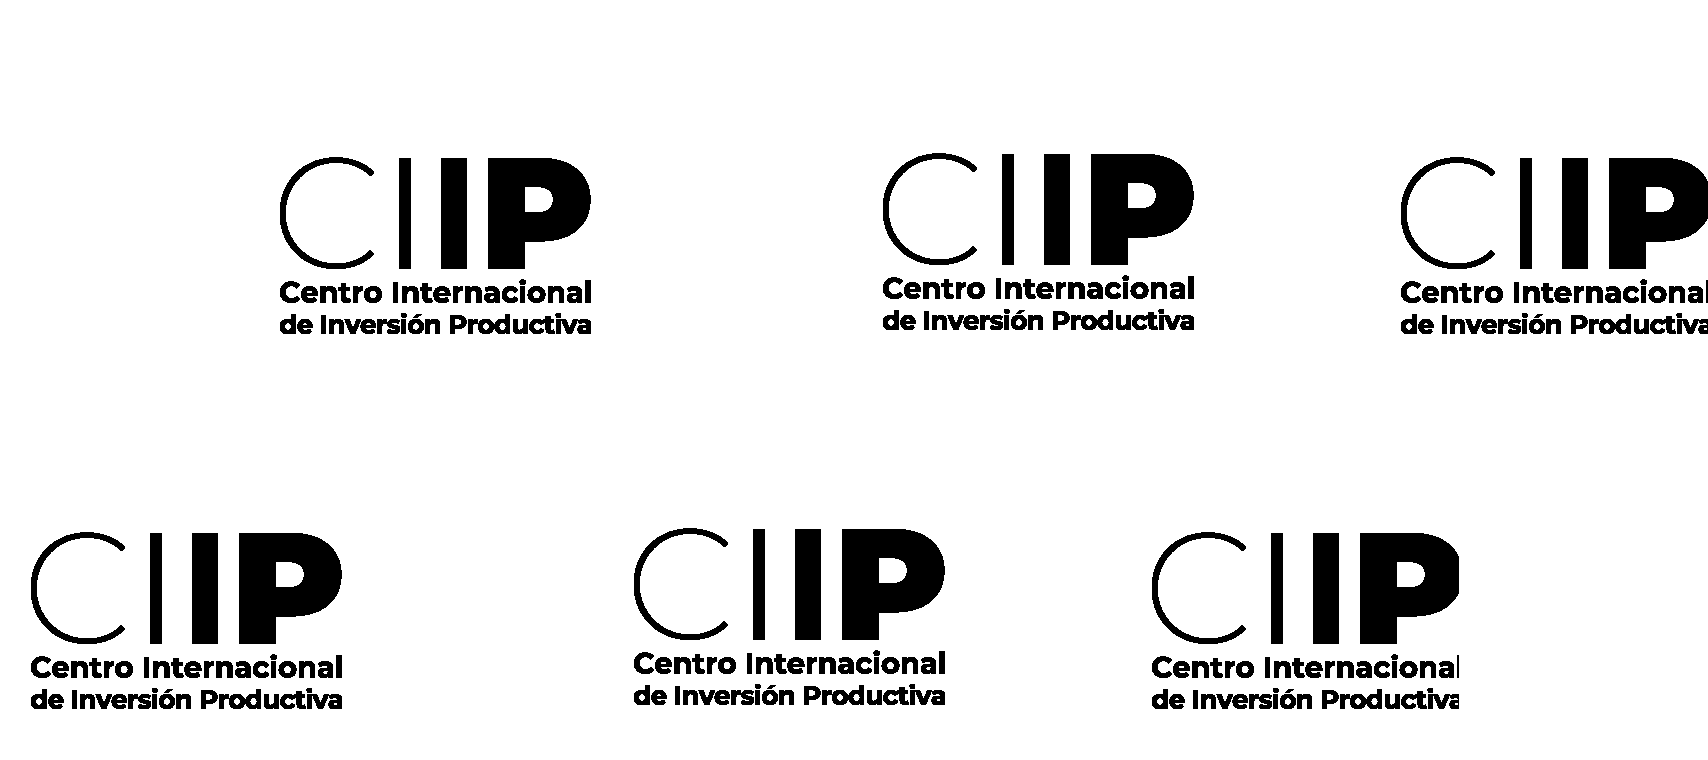 CIIP
Centro Internacional
de Inversión Productiva
CIIP
Centro Internacional
de Inversión Productiva
CIIP
Centro Internacional
de Inversión Productiva
CIIP
Centro Internacional
de Inversión Productiva
CIIP
Centro Internacional
de Inversión Productiva
CIIP
Centro Internacional
de Inversión Productiva